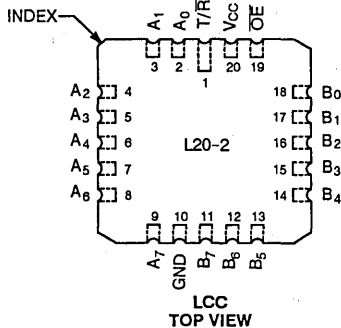 INDEX
A1 A0 T/R VCC OE
3 2 1 20 19
A2 4 18 B0
A3 5 17 B1
A4 6 L20-2 16 B2
A5 7 15 B3
A6 8 14 B4
9 10 11 12 13
A7 GND B7 B6 B5
LCC
TOP VIEW